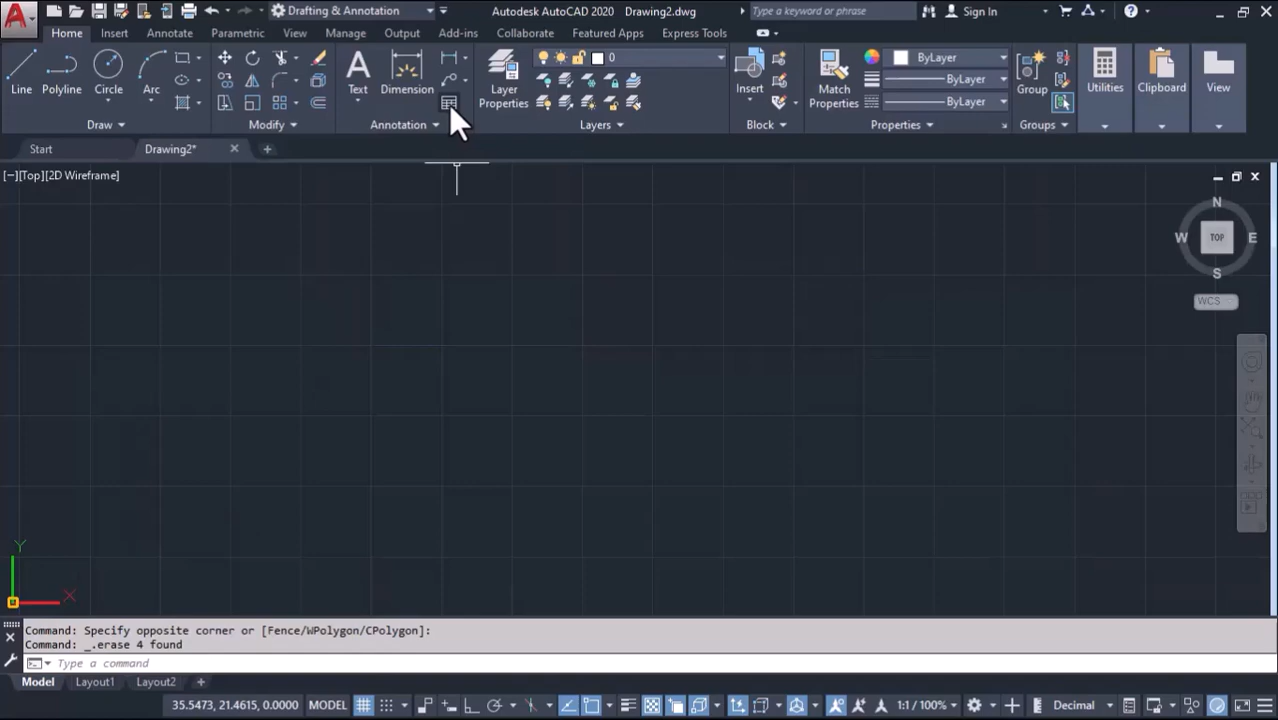 Drafting & Annotation
Autodesk AutoCAD 2020 Drawing2.dwg
Type a keyword or phrase
Sign In
Home Insert Annotate Parametric View Manage Output Add-ins Collaborate Featured Apps Express Tools
Line Polyline Circle Arc
Text Dimension
Layer Properties
0
Insert
Match Properties
ByLayer
ByLayer
ByLayer
Group
Utilities
Clipboard
View
Draw Modify Annotation Layers Block Properties Groups
Start Drawing2*
[−][Top][2D Wireframe]
N
W TOP E
S
WCS
Y
X
Command: Specify opposite corner or [Fence/WPolygon/CPolygon]:
Command: _.erase 4 found
Type a command
Model Layout1 Layout2
35.5473, 21.4615, 0.0000 MODEL 1:1 / 100% Decimal